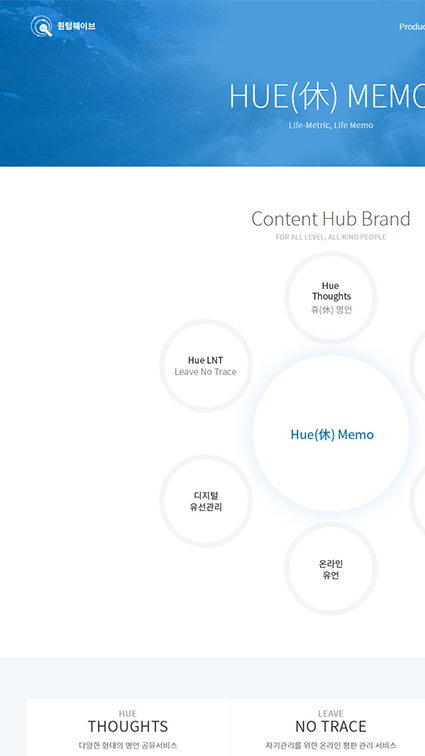 퀀텀웨이브
HUE(休) MEMO
Life-Metric, Life Memo
Content Hub Brand
FOR ALL LEVEL, ALL KIND PEOPLE
Hue
Thoughts
휴(休) 명언
Hue LNT
Leave No Trace
Hue(休) Memo
디지털
유선관리
온라인
유언
HUE
THOUGHTS
다양한 형태의 명언 공유서비스
LEAVE
NO TRACE
자기관리를 위한 온라인 평판 관리 서비스